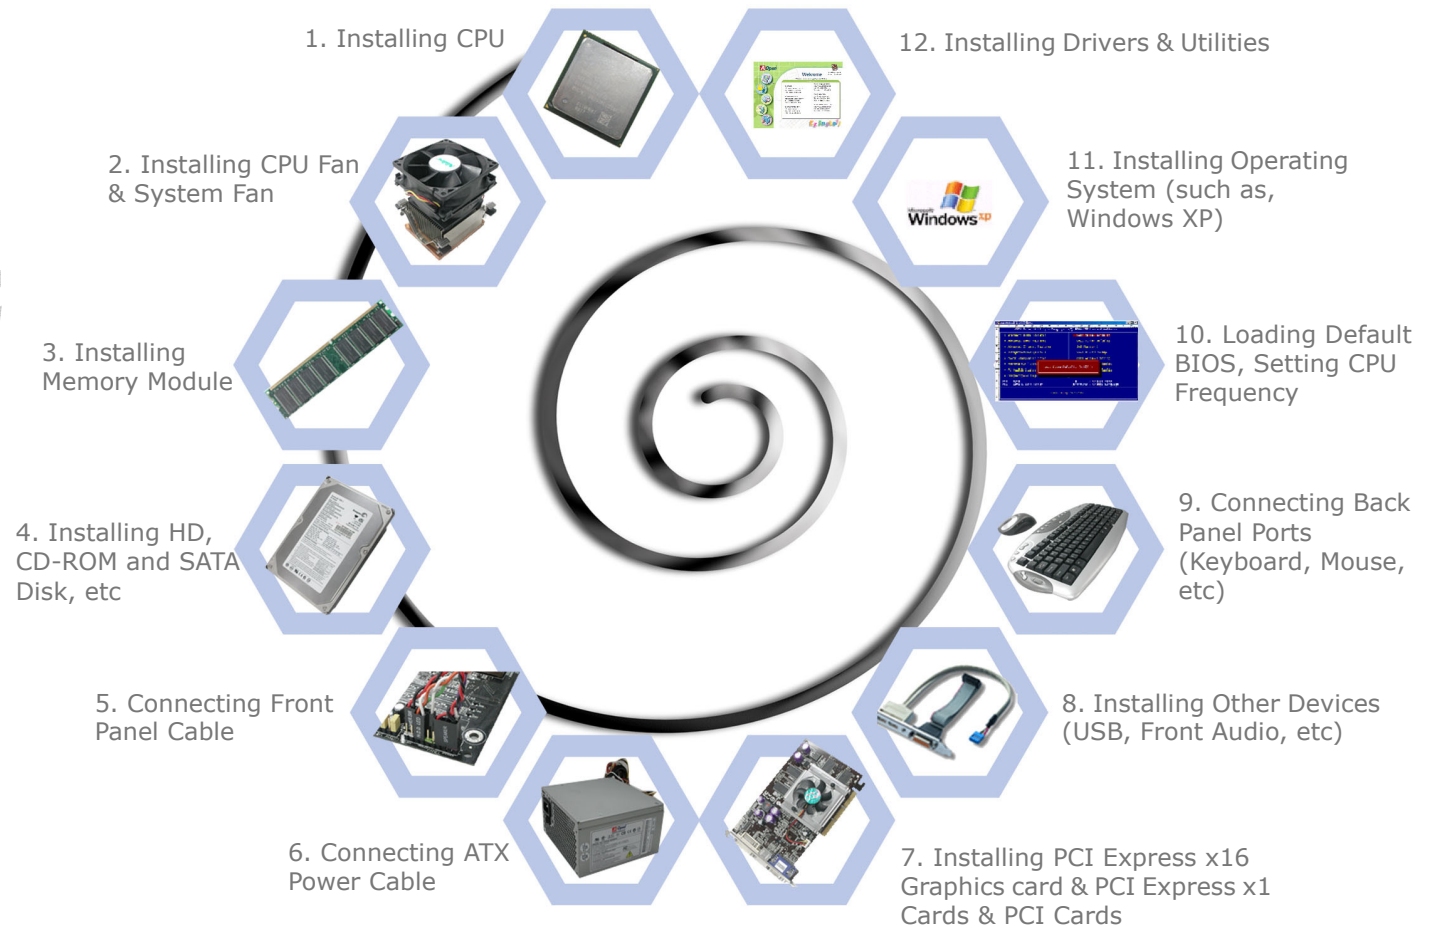 1. Installing CPU
2. Installing CPU Fan
& System Fan
3. Installing
Memory Module
4. Installing HD,
CD-ROM and SATA
Disk, etc
5. Connecting Front
Panel Cable
6. Connecting ATX
Power Cable
7. Installing PCI Express x16
Graphics card & PCI Express x1
Cards & PCI Cards
8. Installing Other Devices
(USB, Front Audio, etc)
9. Connecting Back
Panel Ports
(Keyboard, Mouse,
etc)
10. Loading Default
BIOS, Setting CPU
Frequency
11. Installing Operating
System (such as,
Windows XP)
Microsoft
Windows xp
12. Installing Drivers & Utilities
AOpen
Welcome